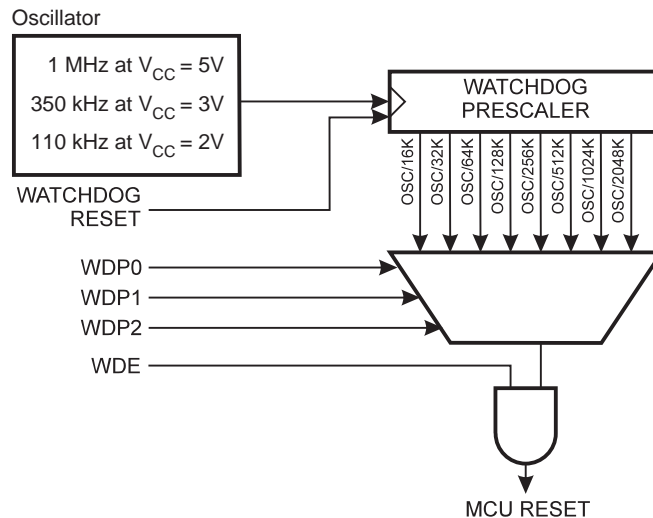 Oscillator
1 MHz at VCC = 5V
350 kHz at VCC = 3V
110 kHz at VCC = 2V
WATCHDOG
PRESCALER
OSC/16K
OSC/32K
OSC/64K
OSC/128K
OSC/256K
OSC/512K
OSC/1024K
OSC/2048K
WATCHDOG
RESET
WDP0
WDP1
WDP2
WDE
MCU RESET